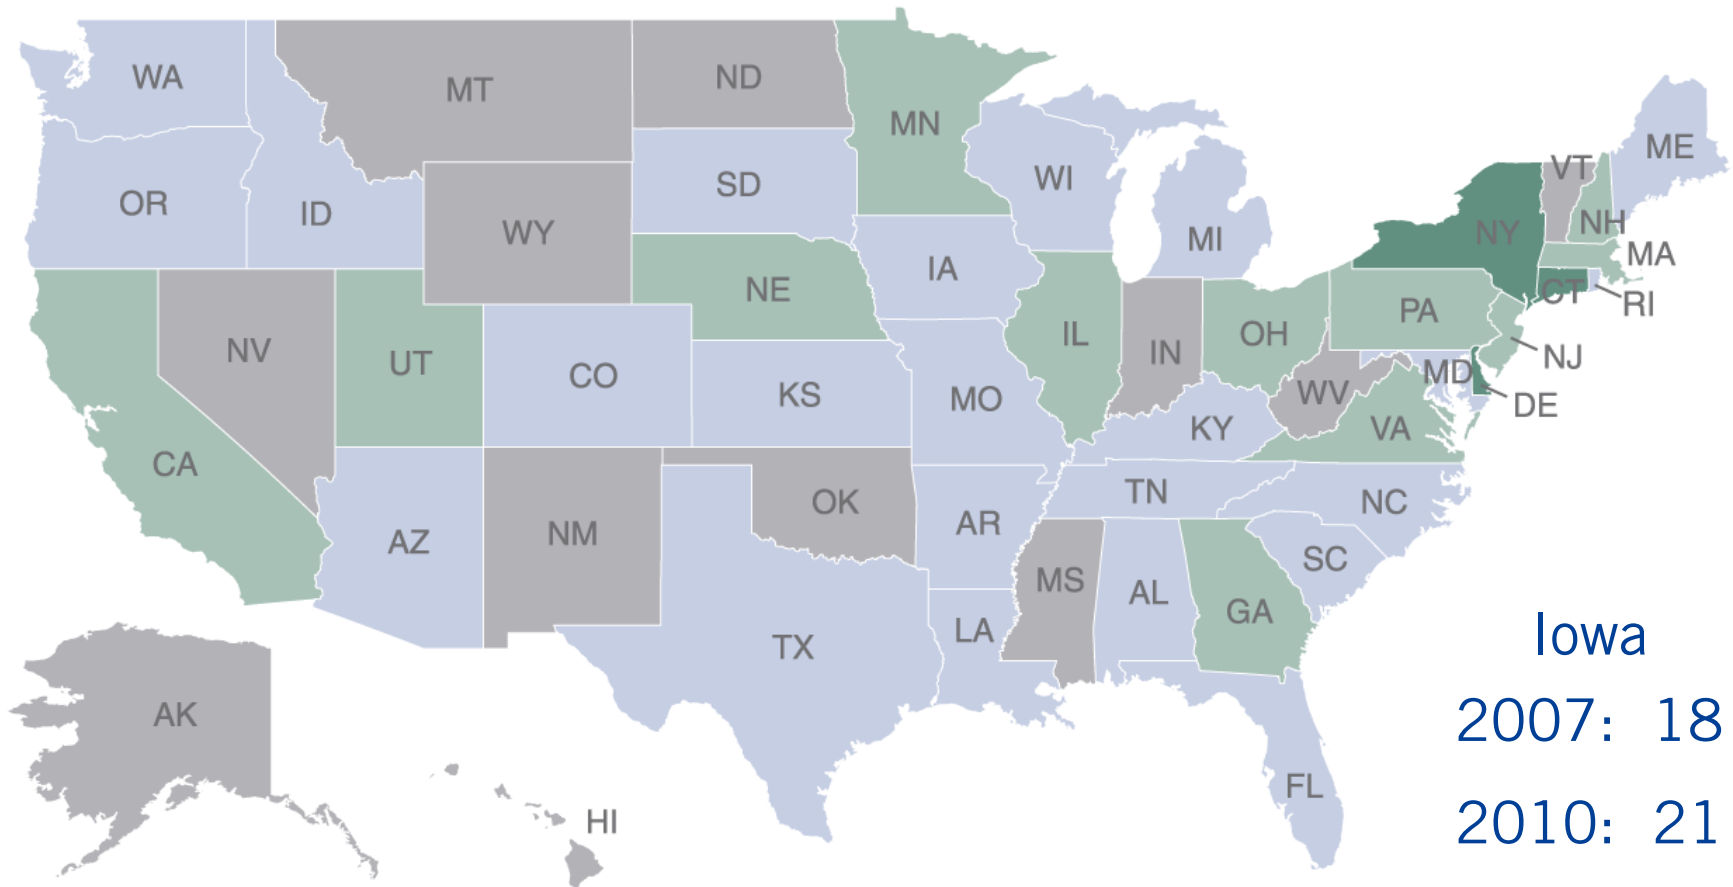 WA
MT
ND
MN
OR
ID
WY
SD
WI
MI
NY
VT
NH
ME
MA
CT
RI
NV
UT
CO
NE
IA
IL
IN
OH
PA
NJ
MD
DE
WV
VA
KS
MO
KY
CA
AZ
NM
OK
AR
TN
NC
SC
MS
AL
GA
LA
TX
FL
AK
HI
Iowa
2007: 18
2010: 21